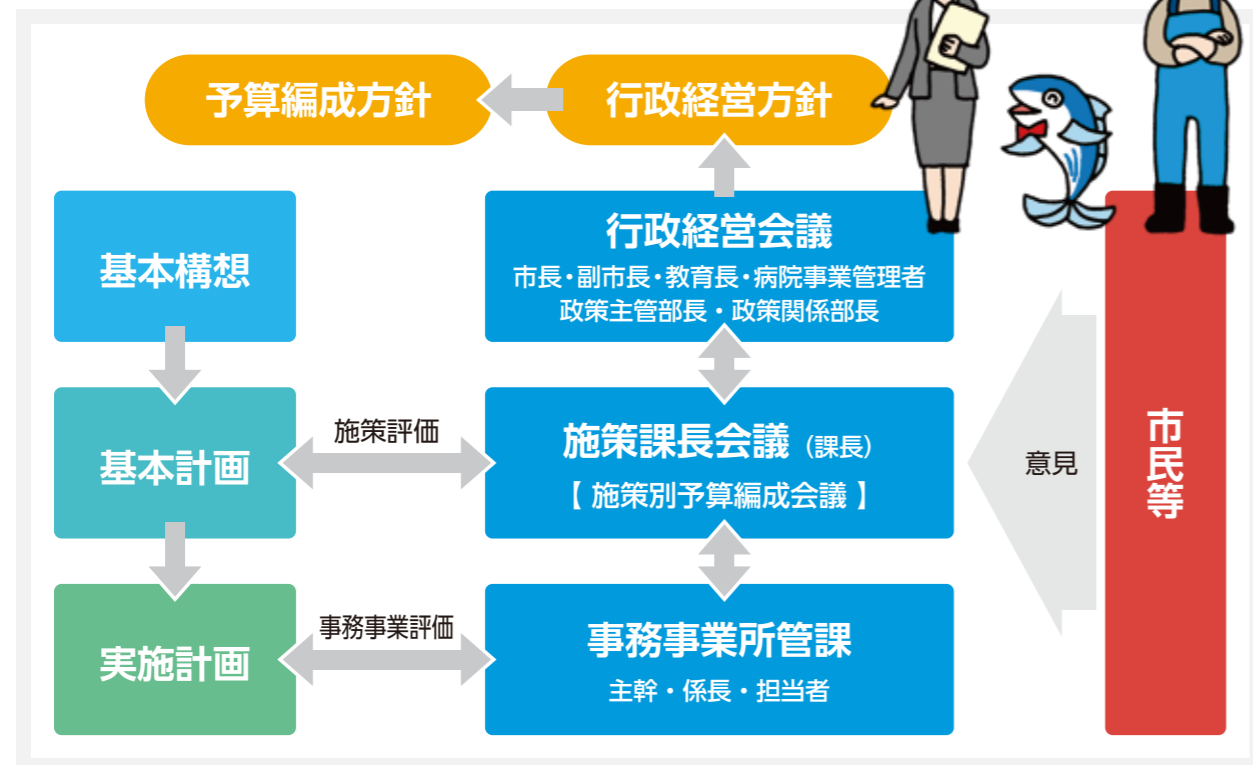 予算編成方針
行政経営方針
基本構想
行政経営会議
市長・副市長・教育長・病院事業管理者
政策主管部長・政策関係部長
基本計画
施策評価
施策課長会議（課長）
【 施策別予算編成会議 】
意見
市民等
実施計画
事務事業評価
事務事業所管課
主幹・係長・担当者